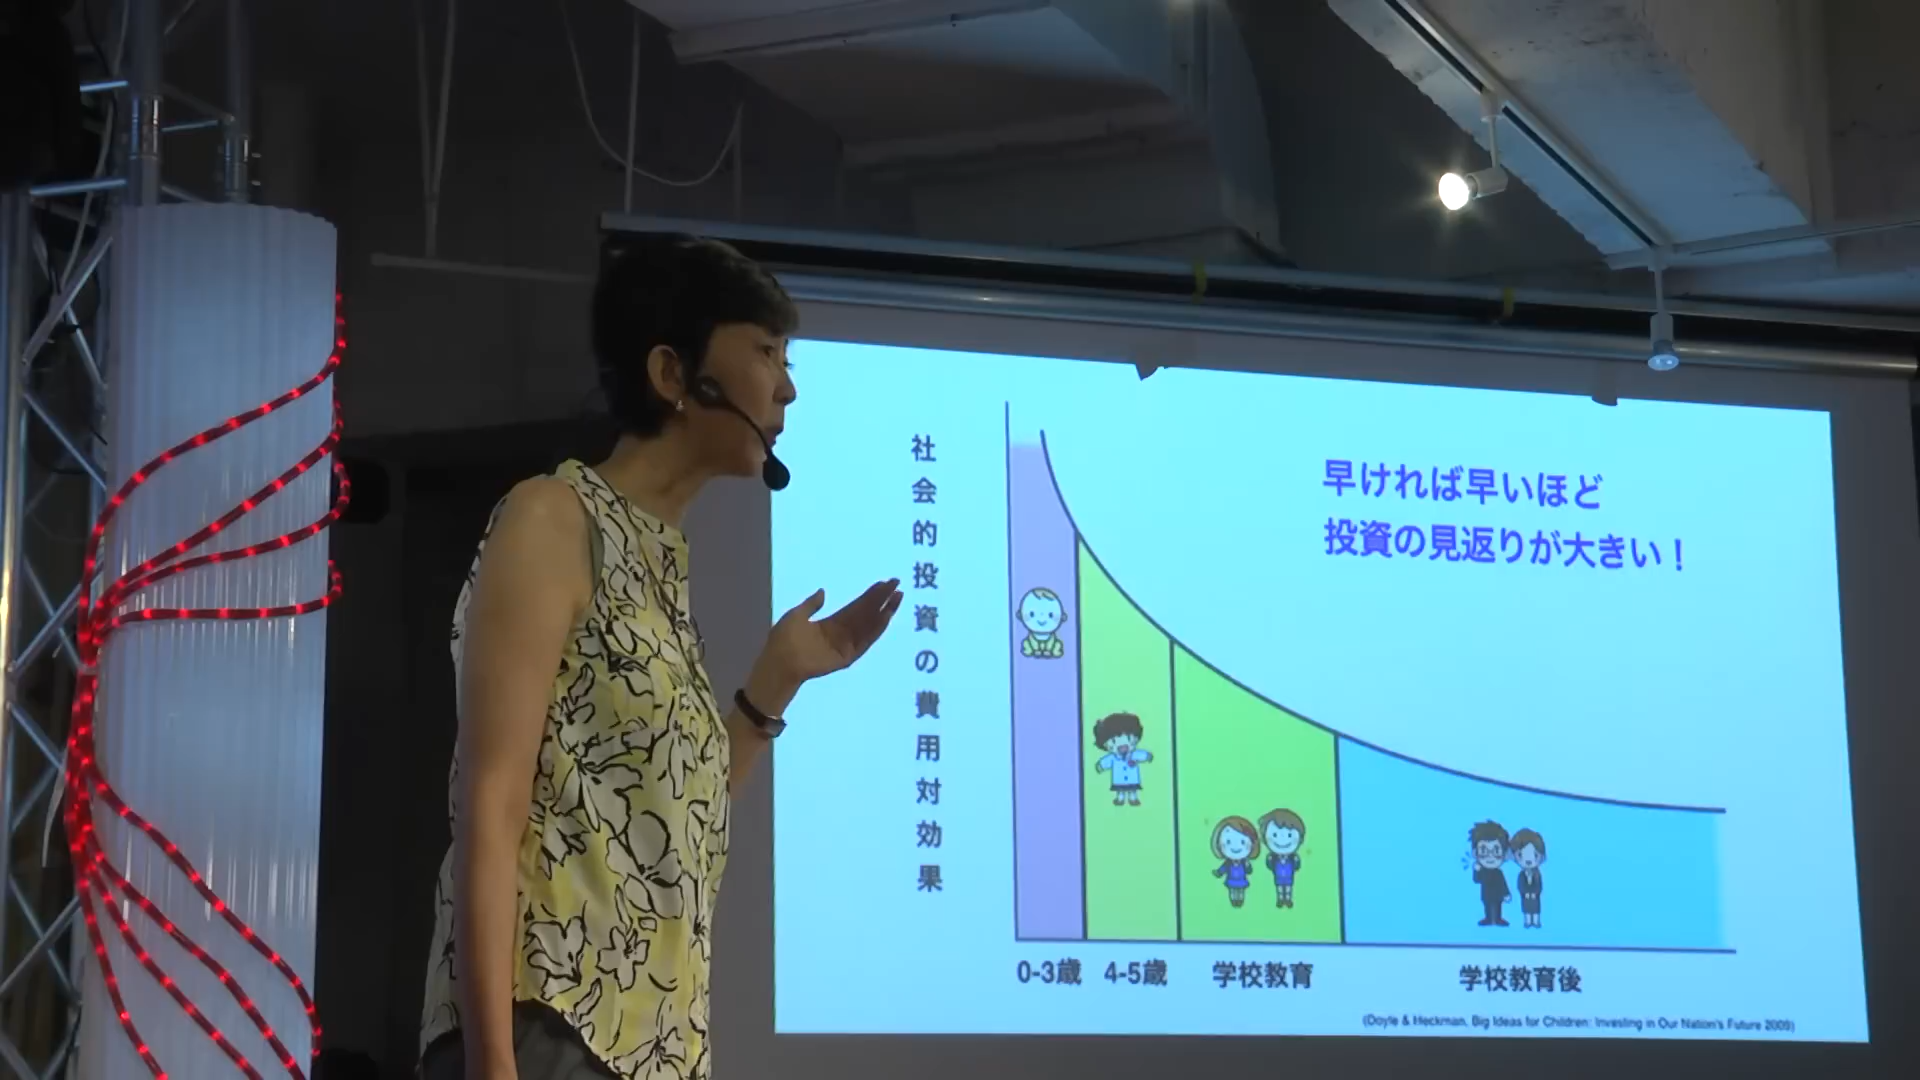 社会的投資の費用対効果
早ければ早いほど
投資の見返りが大きい！
0-3歳
4-5歳
学校教育
学校教育後
(Doyle & Heckman, Big Ideas for Children: Investing in Our Nation's Future 2009)